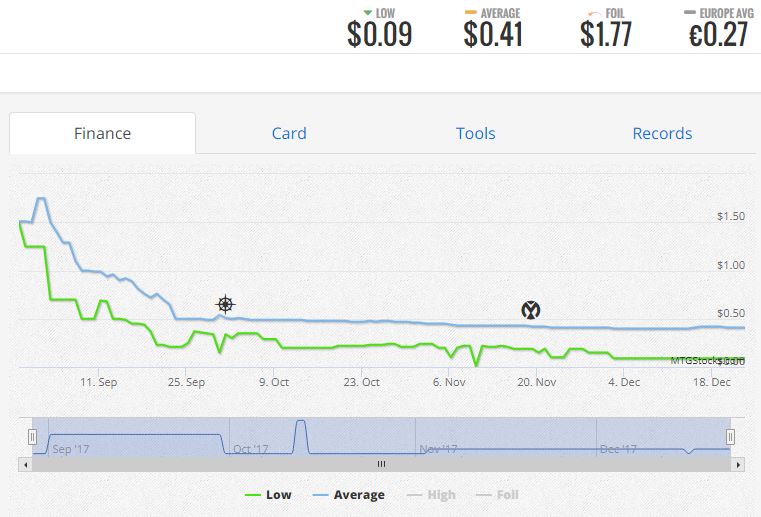 LOW AVERAGE FOIL EUROPE AVG
$0.09 $0.41 $1.77 €0.27
Finance Card Tools Records
$1.50
$1.00
$0.50
MTGStocks.com
$0.00
11. Sep 25. Sep 9. Oct 23. Oct 6. Nov 20. Nov 4. Dec 18. Dec
Sep '17 Oct '17 Nov '17 Dec '17
Low Average High Foil